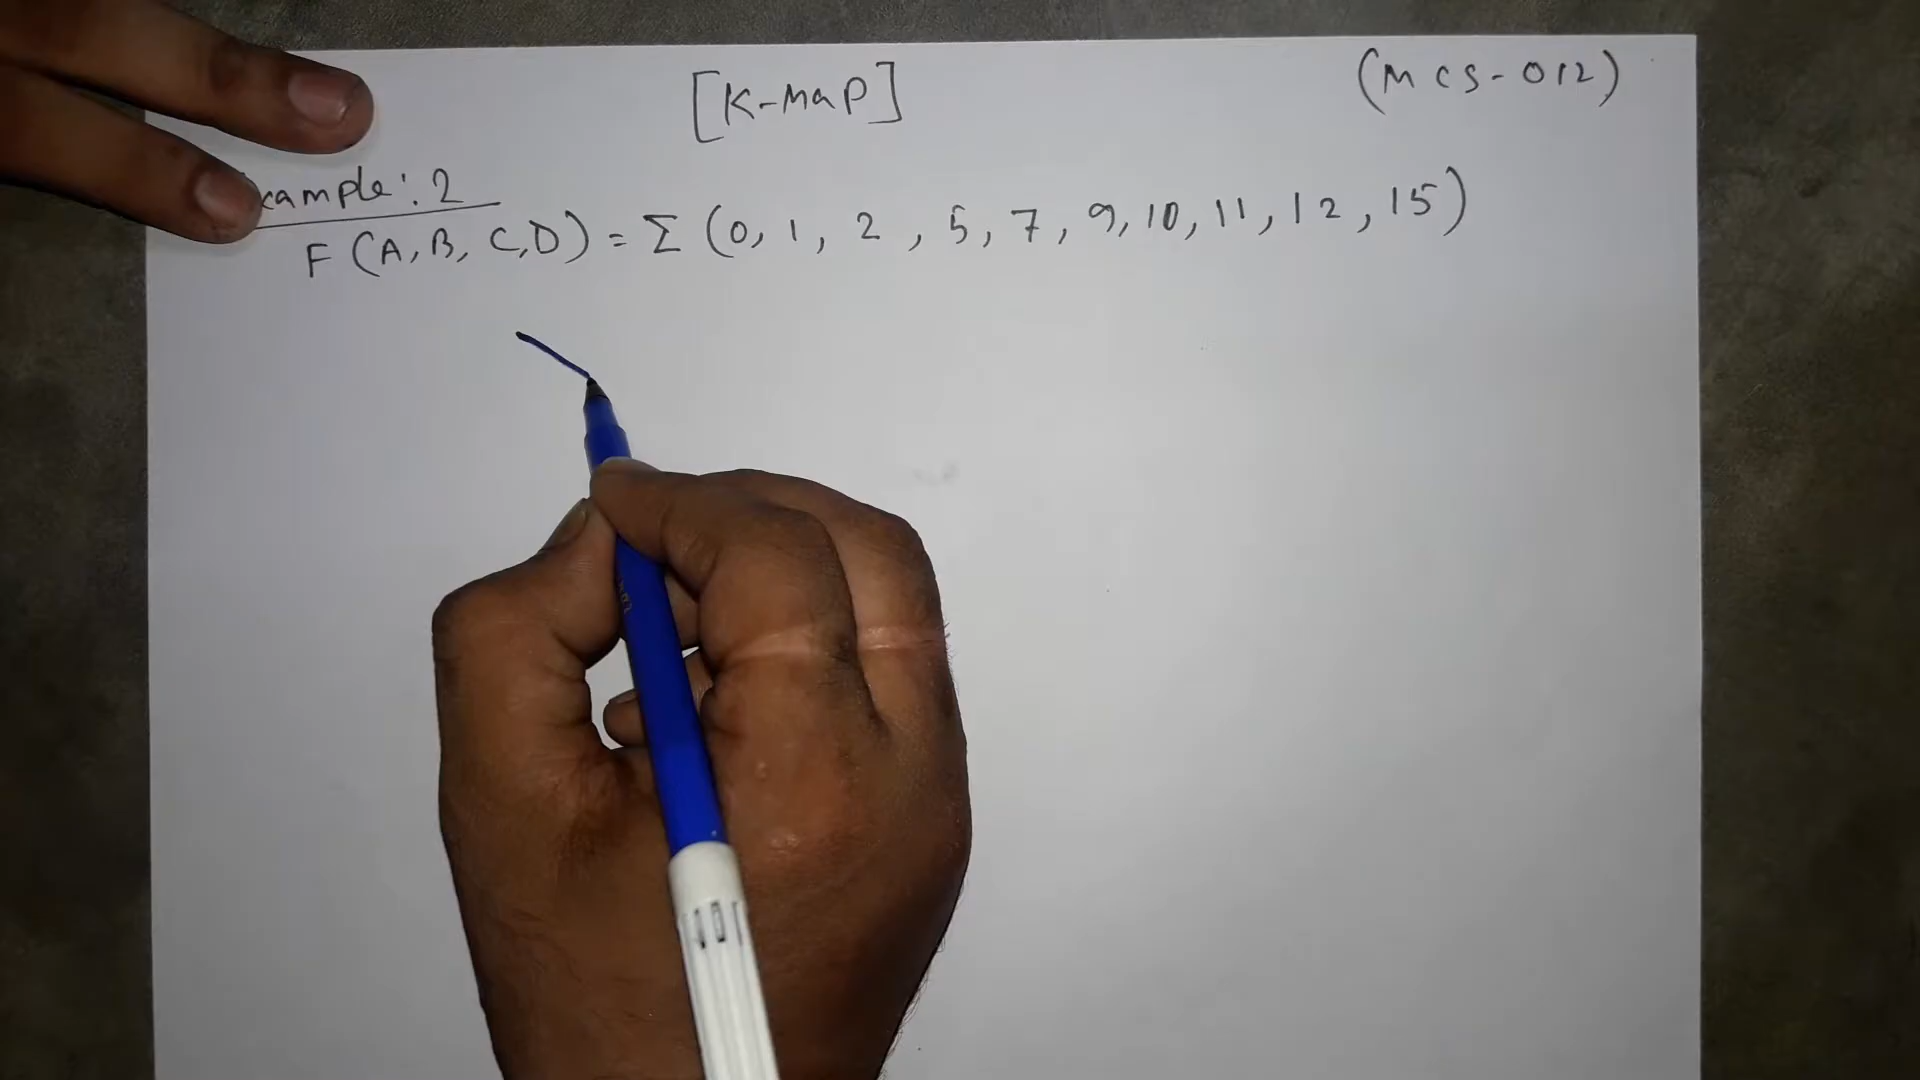 [K-MaP]
(MCS-012)
xample: 2
F (A, B, C, D) = Σ (0, 1, 2, 5, 7, 9, 10, 11, 12, 15)